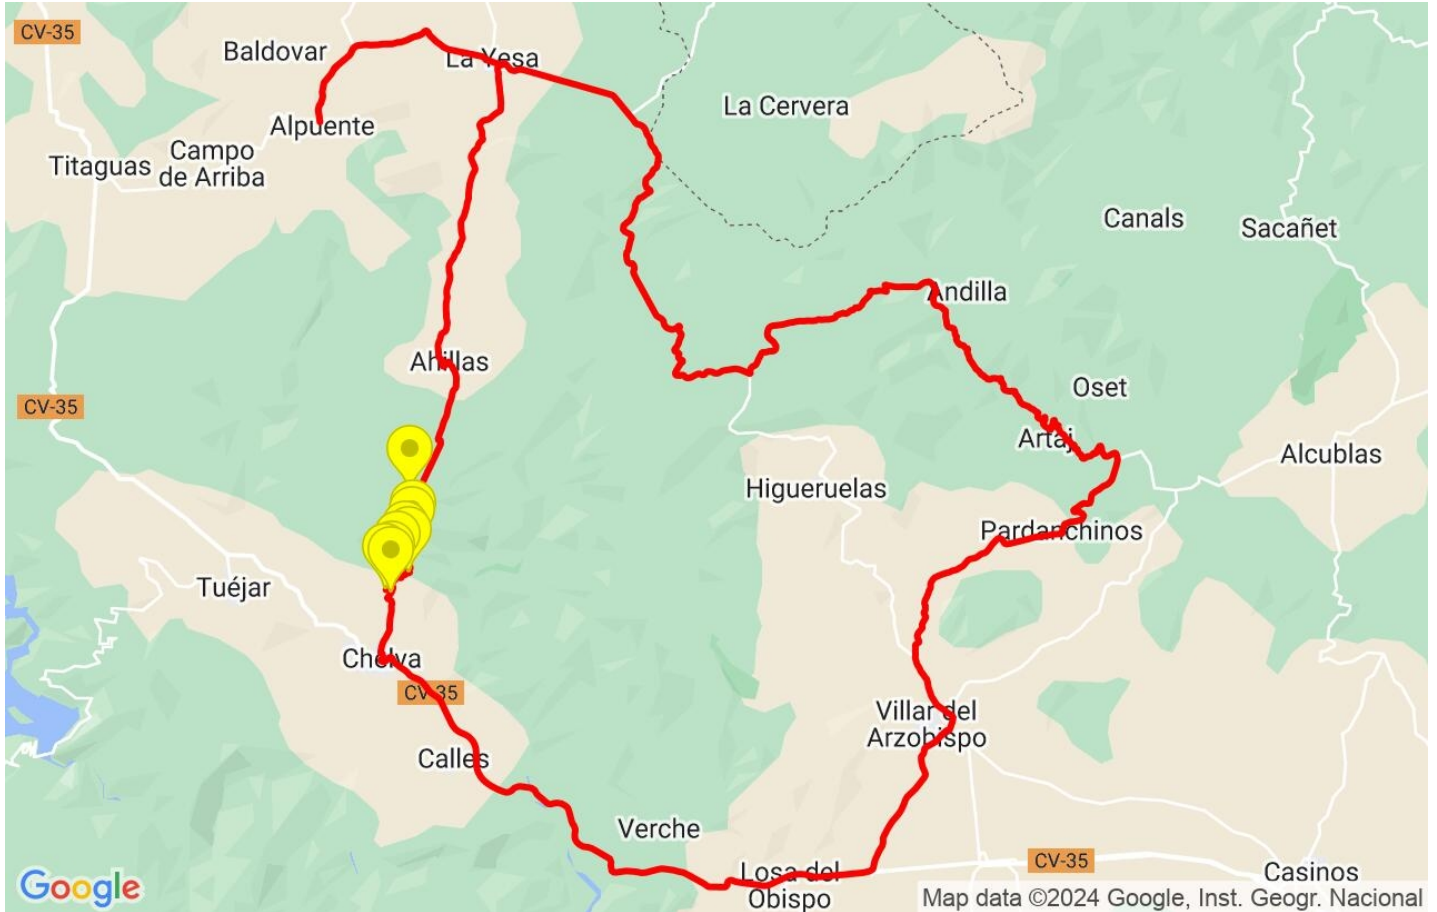 CV-35
Baldovar
La Yesa
La Cervera
Alpuente
Campo
de Arriba
Titaguas
Canals
Sacañet
Andilla
Ahillas
Oset
CV-35
Artaj
Alcublas
Higueruelas
Pardanchinos
Tuéjar
Chelva
CV-35
Villar del
Arzobispo
Calles
Verche
CV-35
Losa del
Obispo
Casinos
Google
Map data ©2024 Google, Inst. Geogr. Nacional